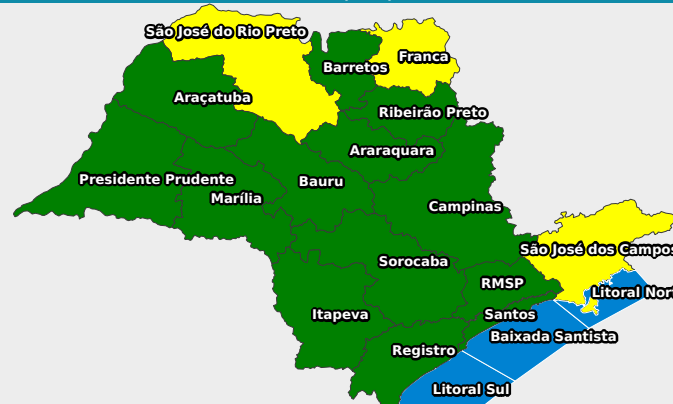 São José do Rio Preto
Franca
Barretos
Araçatuba
Ribeirão Preto
Araraquara
Presidente Prudente
Bauru
Marília
Campinas
São José dos Campos
Sorocaba
RMSP
Litoral Nort
Itapeva
Santos
Baixada Santista
Registro
Litoral Sul